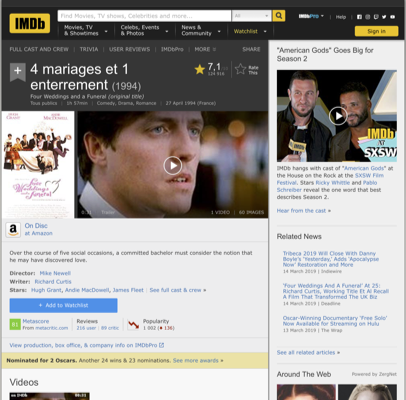 IMDb
Find Movies, TV shows, Celebrities and more...
All
IMDbPro
Help
Movies, TV & Showtimes
Celebs, Events & Photos
News & Community
Watchlist
Sign in
FULL CAST AND CREW | TRIVIA | USER REVIEWS | IMDbPro | MORE
SHARE
4 mariages et 1 enterrement (1994)
7,1
Rate This
Four Weddings and a Funeral (original title)
Tous publics | 1h 57min | Comedy, Drama, Romance | 27 April 1994 (France)
Four Weddings and a Funeral
0:31 | Trailer
1 VIDEO | 60 IMAGES
On Disc
at Amazon
Over the course of five social occasions, a committed bachelor must consider the notion that he may have discovered love.
Director: Mike Newell
Writer: Richard Curtis
Stars: Hugh Grant, Andie MacDowell, James Fleet | See full cast & crew »
+ Add to Watchlist
81
Metascore
From metacritic.com
Reviews
216 user | 69 critic
Popularity
1 002 ( 136)
View production, box office, & company info on IMDbPro
Nominated for 2 Oscars. Another 24 wins & 23 nominations. See more awards »
Videos
"American Gods" Goes Big for Season 2
IMDb at SXSW
IMDb hangs with cast of "American Gods" at the House on the Rock at the SXSW Film Festival. Stars Ricky Whittle and Pablo Schreiber reveal the one word that best describes Season 2.
Hear from the cast »
Related News
Tribeca 2019 Will Close With Danny Boyle's 'Yesterday,' Adds 'Apocalypse Now' Restoration and More
14 March 2019 | Indiewire
'Four Weddings And A Funeral' At 25: Richard Curtis, Working Title Et Al Recall A Film That Transformed The UK Biz
14 March 2019 | Deadline
Oscar-Winning Documentary 'Free Solo' Now Available for Streaming on Hulu
13 March 2019 | The Wrap
See all related articles »
Around The Web
Powered by ZergNet